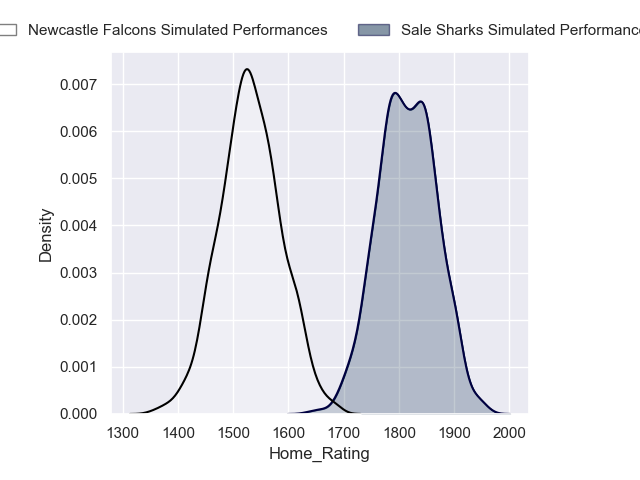 Newcastle Falcons Simulated Performances
Sale Sharks Simulated Performanc
0.007
0.006
0.005
0.004
0.003
0.002
0.001
0.000
Density
1300 1400 1500 1600 1700 1800 1900 2000
Home_Rating